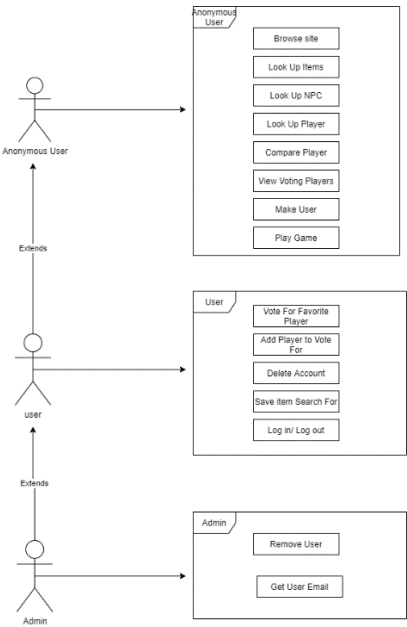 Anonymous
User
Browse site
Look Up Items
Look Up NPC
Look Up Player
Compare Player
View Voting Players
Make User
Play Game
Anonymous User
Extends
User
Vote For Favorite
Player
Add Player to Vote
For
Delete Account
Save item Search For
Log in/ Log out
user
Extends
Admin
Remove User
Get User Email
Admin